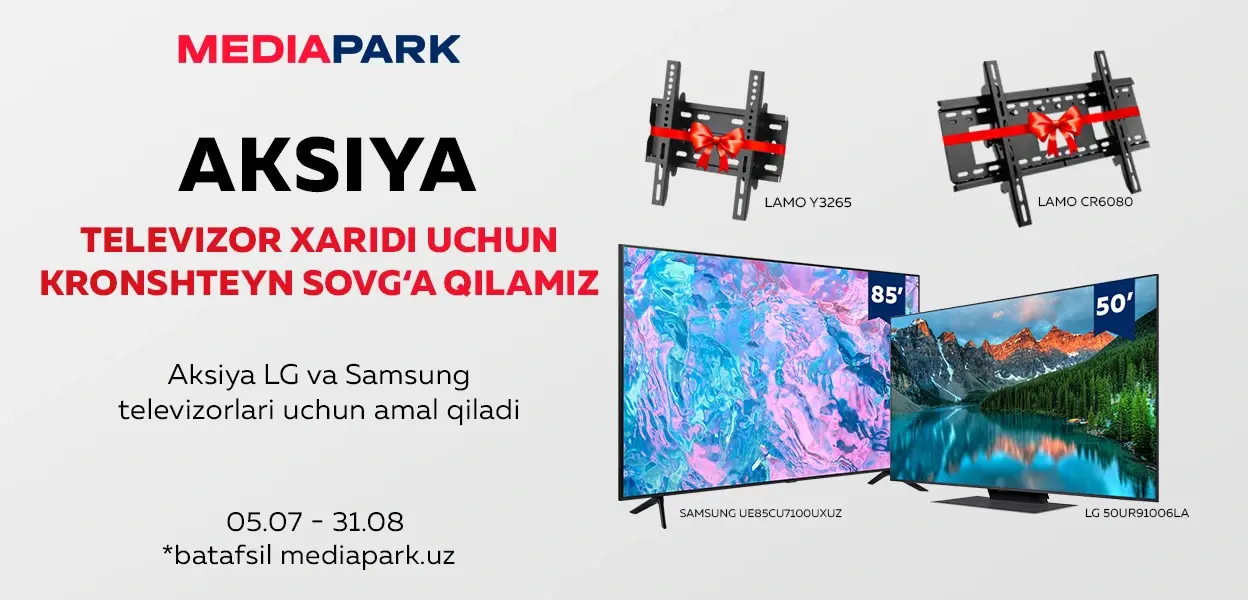 MEDIAPARK
AKSIYA
TELEVIZOR XARIDI UCHUN
KRONSHTEYN SOVG‘A QILAMIZ
Aksiya LG va Samsung
televizorlari uchun amal qiladi
05.07 - 31.08
*batafsil mediapark.uz
LAMO Y3265
LAMO CR6080
85’
50’
SAMSUNG UE85CU7100UXUZ
LG 50UR91006LA